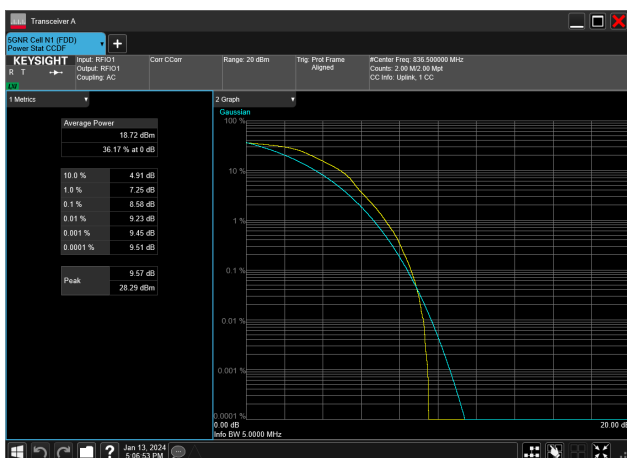 Transceiver A
5GNR Cell N1 (FDD)
Power Stat CCDF
KEYSIGHT
R T
Input: RFIO1
Output: RFIO1
Coupling: AC
Corr CCorr
Range: 20 dBm
Trig: Prot Frame
Aligned
#Center Freq: 836.500000 MHz
Counts: 2.00 M/2.00 Mpt
CC Info: Uplink, 1 CC
1 Metrics
Average Power
18.72 dBm
36.17 % at 0 dB
10.0 % 4.91 dB
1.0 % 7.25 dB
0.1 % 8.58 dB
0.01 % 9.23 dB
0.001 % 9.45 dB
0.0001 % 9.51 dB
Peak
9.57 dB
28.29 dBm
2 Graph
Gaussian
100 %
10 %
1 %
0.1 %
0.01 %
0.001 %
0.0001 %
0.00 dB 20.00 dB
Info BW 5.0000 MHz
Jan 13, 2024
5:06:53 PM